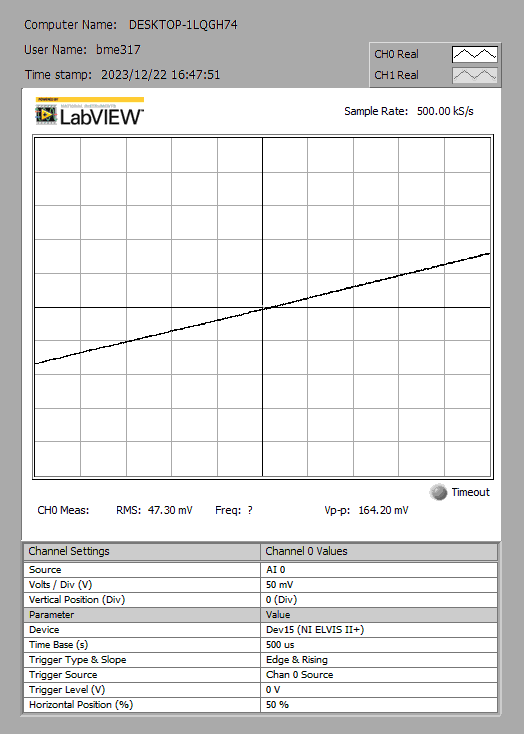 Computer Name: DESKTOP-1LQGH74
User Name: bme317
Time stamp: 2023/12/22 16:47:51
CH0 Real
CH1 Real
POWERED BY
NATIONAL INSTRUMENTS
LabVIEW™
Sample Rate: 500.00 kS/s
Timeout
CH0 Meas: RMS: 47.30 mV Freq: ? Vp-p: 164.20 mV
Channel Settings Channel 0 Values
Source AI 0
Volts / Div (V) 50 mV
Vertical Position (Div) 0 (Div)
Parameter Value
Device Dev15 (NI ELVIS II+)
Time Base (s) 500 us
Trigger Type & Slope Edge & Rising
Trigger Source Chan 0 Source
Trigger Level (V) 0 V
Horizontal Position (%) 50 %